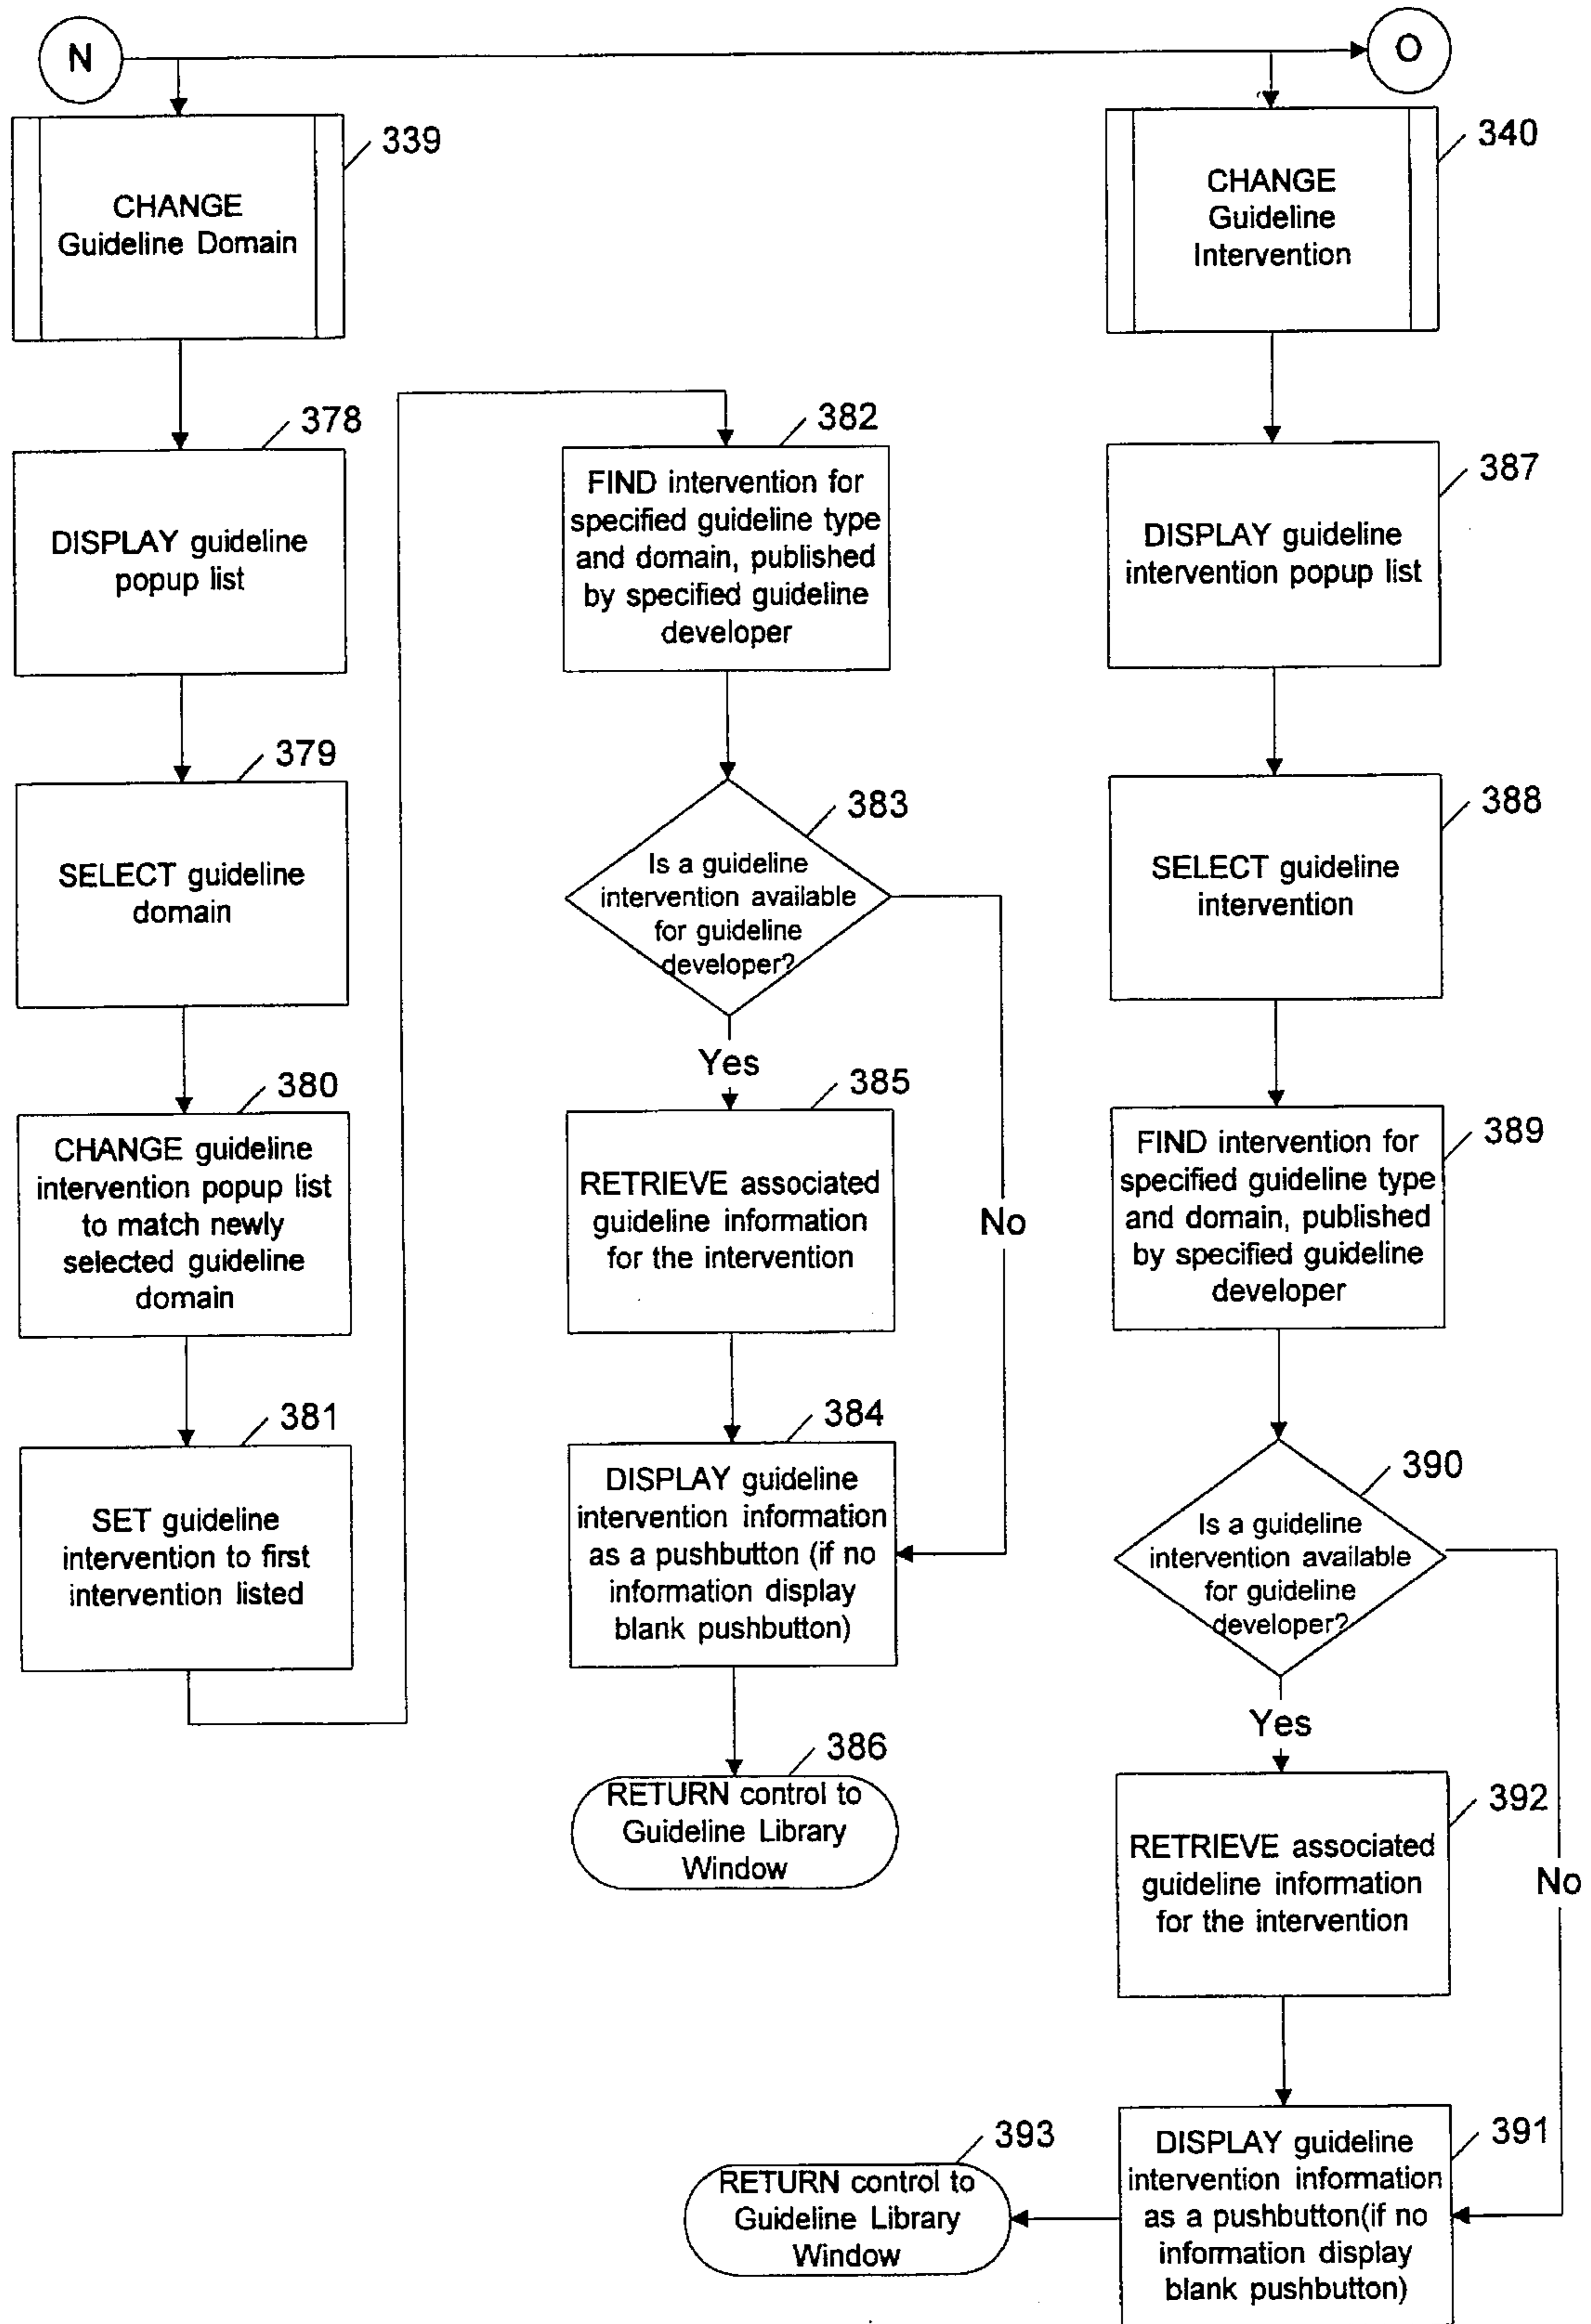 N
O
339
CHANGE
Guideline Domain
378
DISPLAY guideline
popup list
379
SELECT guideline
domain
380
CHANGE guideline
intervention popup list
to match newly
selected guideline
domain
381
SET guideline
intervention to first
intervention listed
382
FIND intervention for
specified guideline type
and domain, published
by specified guideline
developer
383
Is a guideline
intervention available
for guideline
developer?
Yes
No
385
RETRIEVE associated
guideline information
for the intervention
384
DISPLAY guideline
intervention information
as a pushbutton (if no
information display
blank pushbutton)
386
RETURN control to
Guideline Library
Window
340
CHANGE
Guideline
Intervention
387
DISPLAY guideline
intervention popup list
388
SELECT guideline
intervention
389
FIND intervention for
specified guideline type
and domain, published
by specified guideline
developer
390
Is a guideline
intervention available
for guideline
developer?
Yes
No
392
RETRIEVE associated
guideline information
for the intervention
391
DISPLAY guideline
intervention information
as a pushbutton(if no
information display
blank pushbutton)
393
RETURN control to
Guideline Library
Window